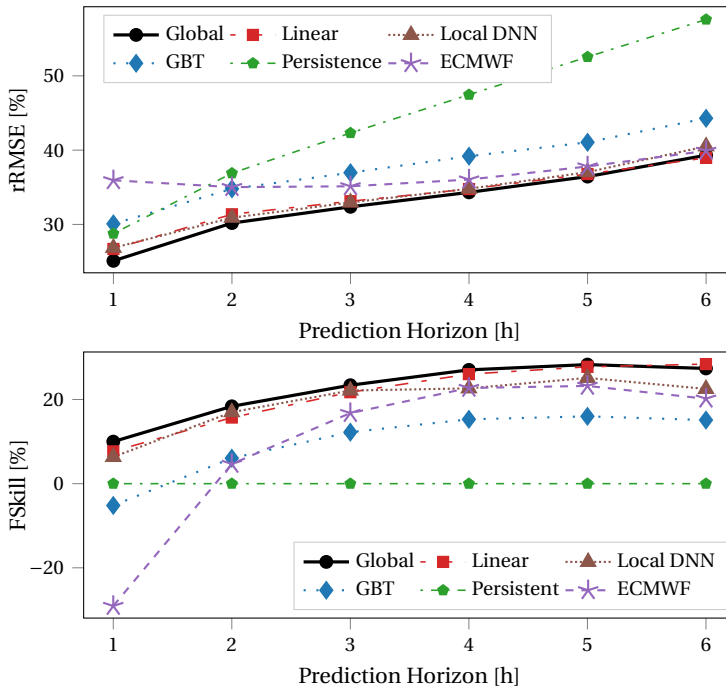 Global Linear Local DNN
GBT Persistence ECMWF
50
40
30
rRMSE [%]
1 2 3 4 5 6
Prediction Horizon [h]
20
0
−20
FSkill [%]
Global Linear Local DNN
GBT Persistent ECMWF
1 2 3 4 5 6
Prediction Horizon [h]